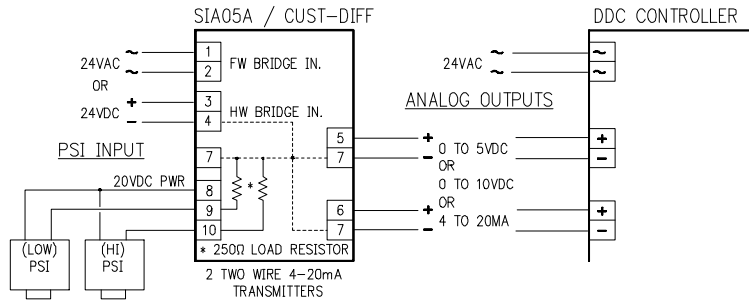 SIA05A / CUST-DIFF
DDC CONTROLLER
~
24VAC
~
OR
+
24VDC
-
1
2
FW BRIDGE IN.
3
4
HW BRIDGE IN.
PSI INPUT
20VDC PWR
7
8
9
10
*
* 250Ω LOAD RESISTOR
2 TWO WIRE 4-20mA
TRANSMITTERS
(LOW)
PSI
(HI)
PSI
5
7
6
7
~
24VAC
~
ANALOG OUTPUTS
+
0 TO 5VDC
-
OR
0 TO 10VDC
OR
+
4 TO 20MA
-
~
~
+
-
+
-